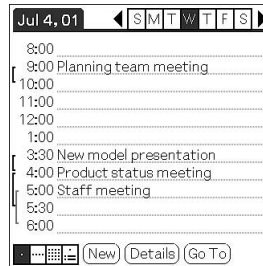 Jul 4, 01 S M T W T F S
8:00
9:00 Planning team meeting
10:00
11:00
12:00
1:00
3:30 New model presentation
4:00 Product status meeting
5:00 Staff meeting
5:30
6:00
New Details Go To